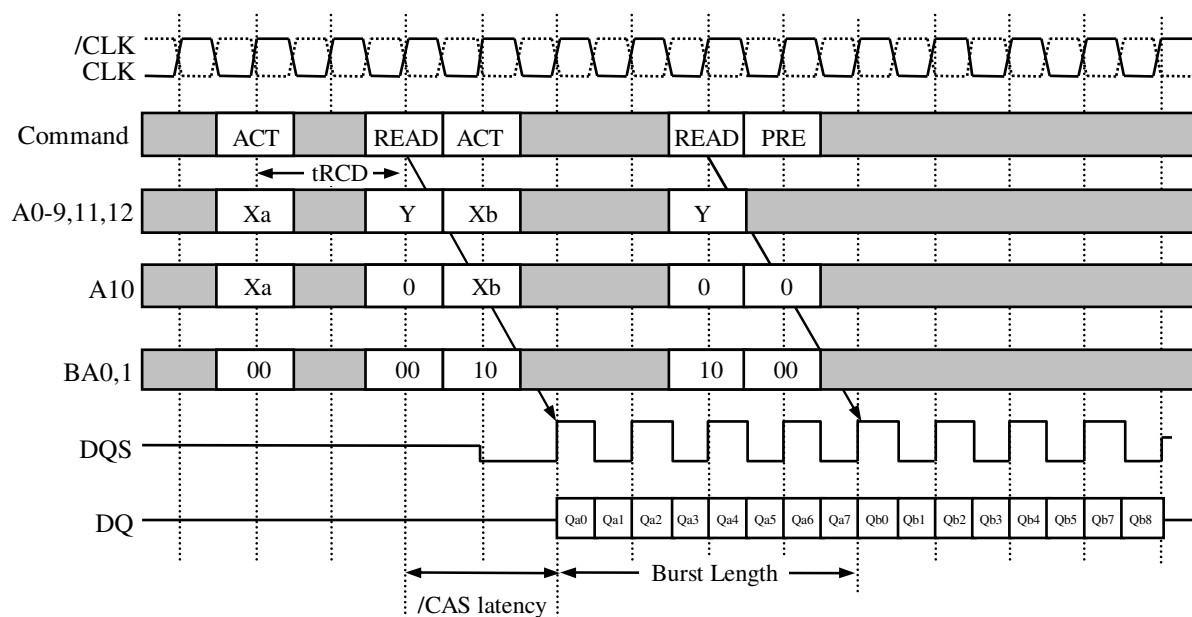 /CLK
CLK
Command ACT READ ACT READ PRE
tRCD
A0-9,11,12 Xa Y Xb Y
A10 Xa 0 Xb 0 0
BA0,1 00 00 10 10 00
DQS
DQ Qa0 Qa1 Qa2 Qa3 Qa4 Qa5 Qa6 Qa7 Qb0 Qb1 Qb2 Qb3 Qb4 Qb5 Qb7 Qb8
Burst Length
/CAS latency